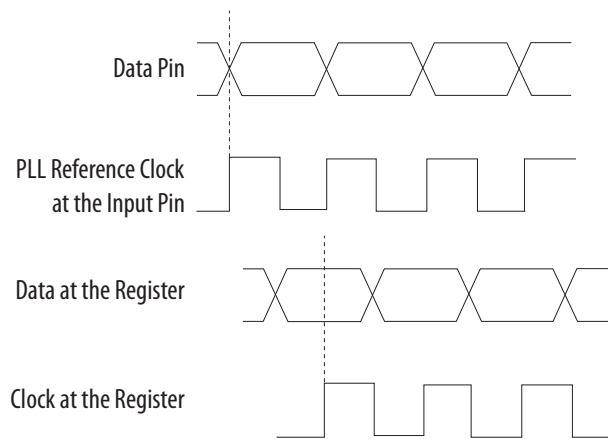 Data Pin
PLL Reference Clock
at the Input Pin
Data at the Register
Clock at the Register